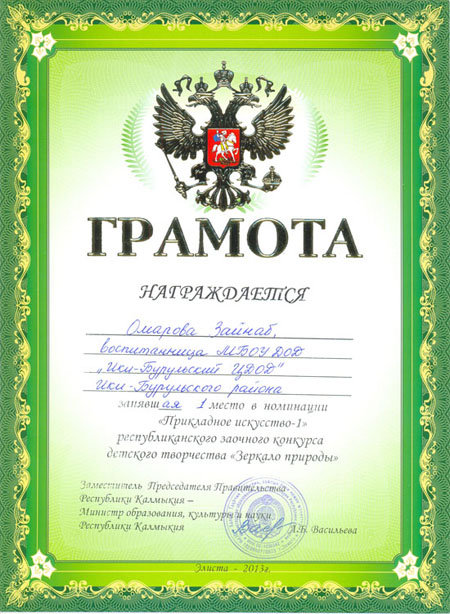 ГРАМОТА
НАГРАЖДАЕТСЯ
Омарова Зайнаб,
воспитанница МБОУ ДОД
„Ики-Бурульский ЦДОД"
Ики-Бурульского района
занявшая 1 место в номинации
«Прикладное искусство-1»
республиканского заочного конкурса
детского творчества «Зеркало природы»
Заместитель Председателя Правительства
Республики Калмыкия –
Министр образования, культуры и науки
Республики Калмыкия Л.Б. Васильева
Элиста - 2013г.